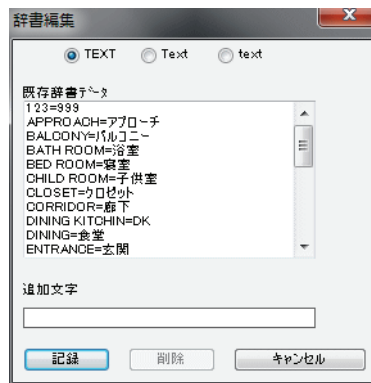 辞書編集
TEXT Text text
既存辞書ﾃﾞｰﾀ
123=999
APPROACH=アプローチ
BALCONY=バルコニー
BATH ROOM=浴室
BED ROOM=寝室
CHILD ROOM=子供室
CLOSET=クロゼット
CORRIDOR=廊下
DINING KITCHIN=DK
DINING=食堂
ENTRANCE=玄関
追加文字
記録 削除 キャンセル